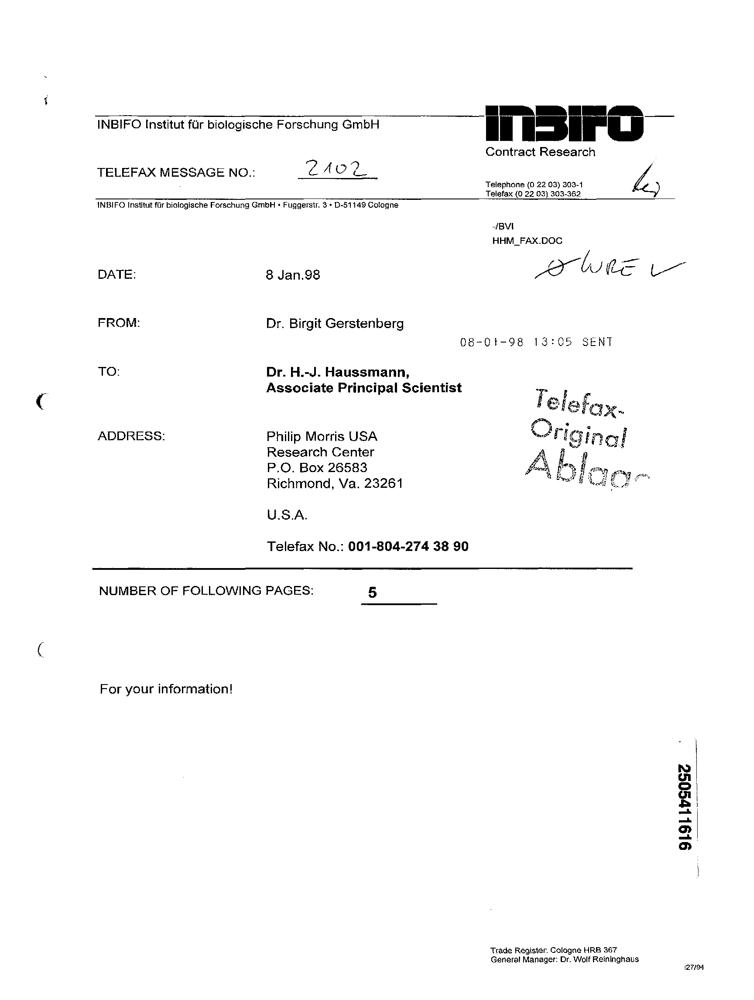 INBIFO Institut für biologische Forschung GmbH
INBIFO
Contract Research
TELEFAX MESSAGE NO.: 2102
Telephone (0 22 03) 303-1
Telefax (0 22 03) 303-362
INBIFO Institut für biologische Forschung GmbH • Fuggerstr. 3 • D-51149 Cologne
-/BVI
HHM_FAX.DOC
DATE: 8 Jan.98
FROM: Dr. Birgit Gerstenberg
08-01-98 13:05 SENT
TO: Dr. H.-J. Haussmann,
Associate Principal Scientist
Telefax-
Original
ADDRESS: Philip Morris USA
Research Center
P.O. Box 26583
Richmond, Va. 23261
U.S.A.
Telefax No.: 001-804-274 38 90
NUMBER OF FOLLOWING PAGES: 5
For your information!
2505411616
Trade Register: Cologne HRB 367
General Manager: Dr. Wolf Reininghaus